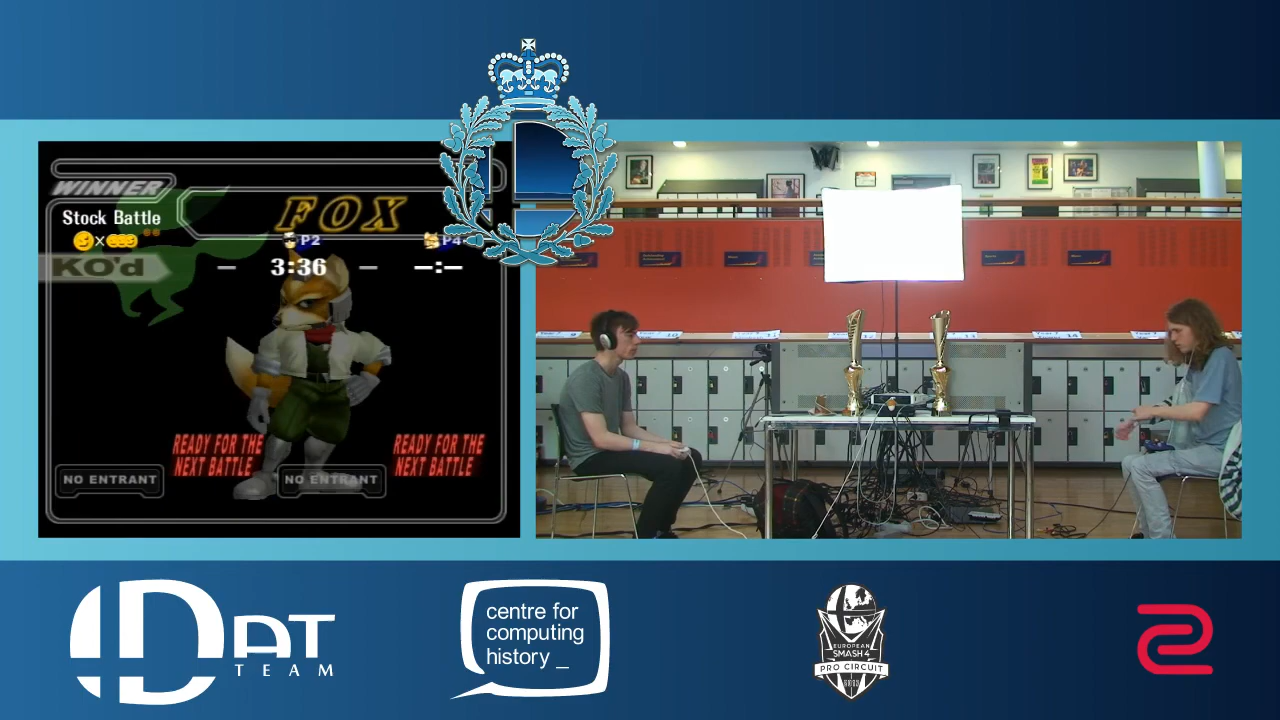 WINNER
Stock Battle
FOX
P2
P4
KO'd
3:36
-:-
READY FOR THE
NEXT BATTLE
READY FOR THE
NEXT BATTLE
NO ENTRANT
NO ENTRANT
DAT
TEAM
centre for
computing
history _
EUROPEAN
SMASH 4
PRO CIRCUIT